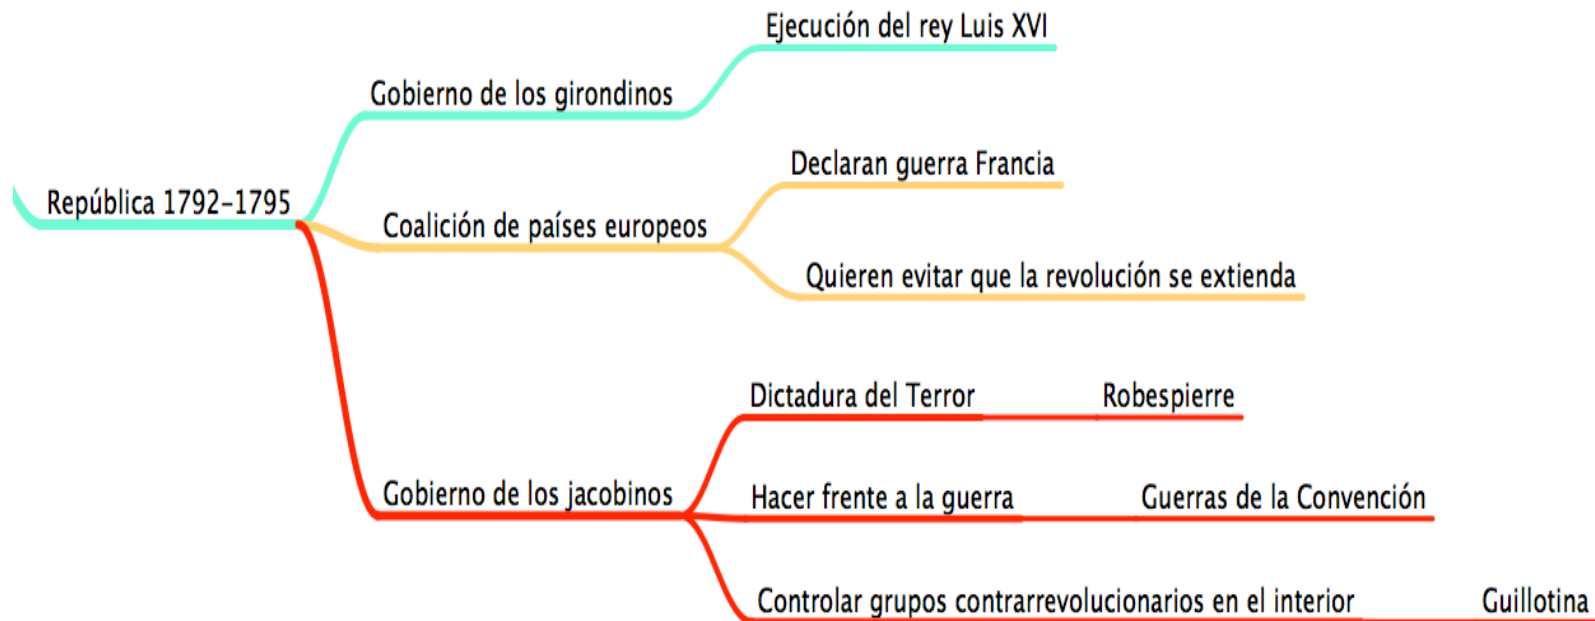 Ejecución del rey Luis XVI
Gobierno de los girondinos
Declaran guerra Francia
República 1792-1795
Coalición de países europeos
Quieren evitar que la revolución se extienda
Dictadura del Terror
Robespierre
Gobierno de los jacobinos
Hacer frente a la guerra
Guerras de la Convención
Controlar grupos contrarrevolucionarios en el interior
Guillotina